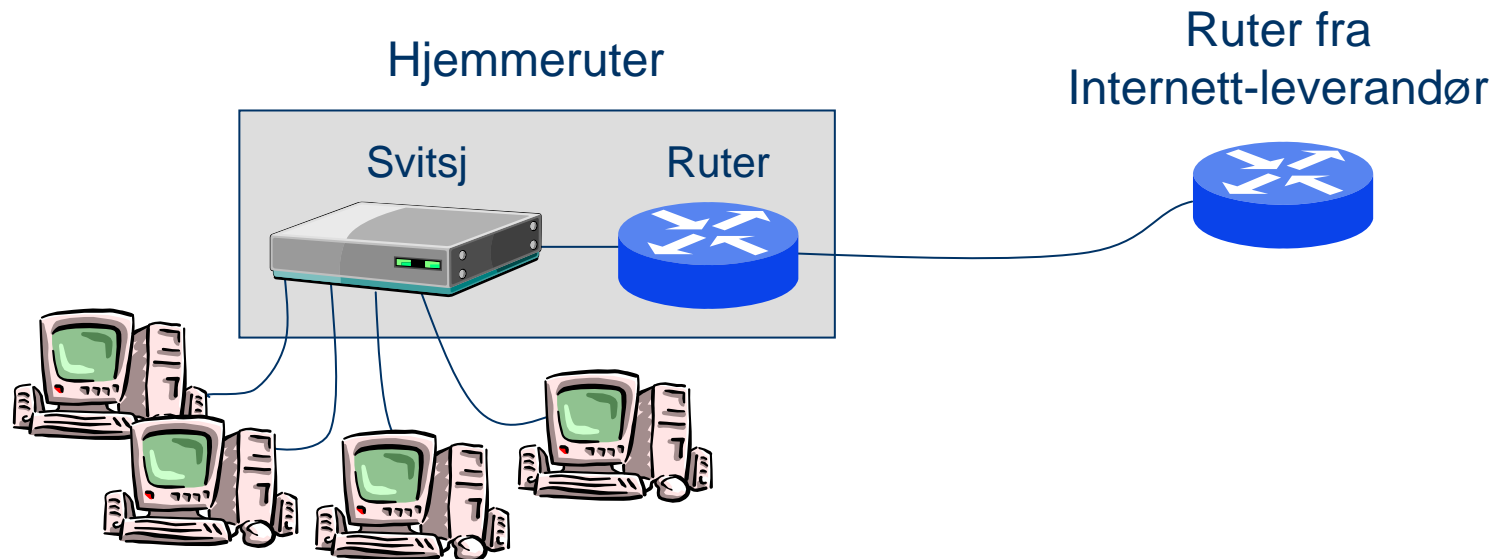 Hjemmeruter
Svitsj
Ruter
Ruter fra
Internett-leverandør